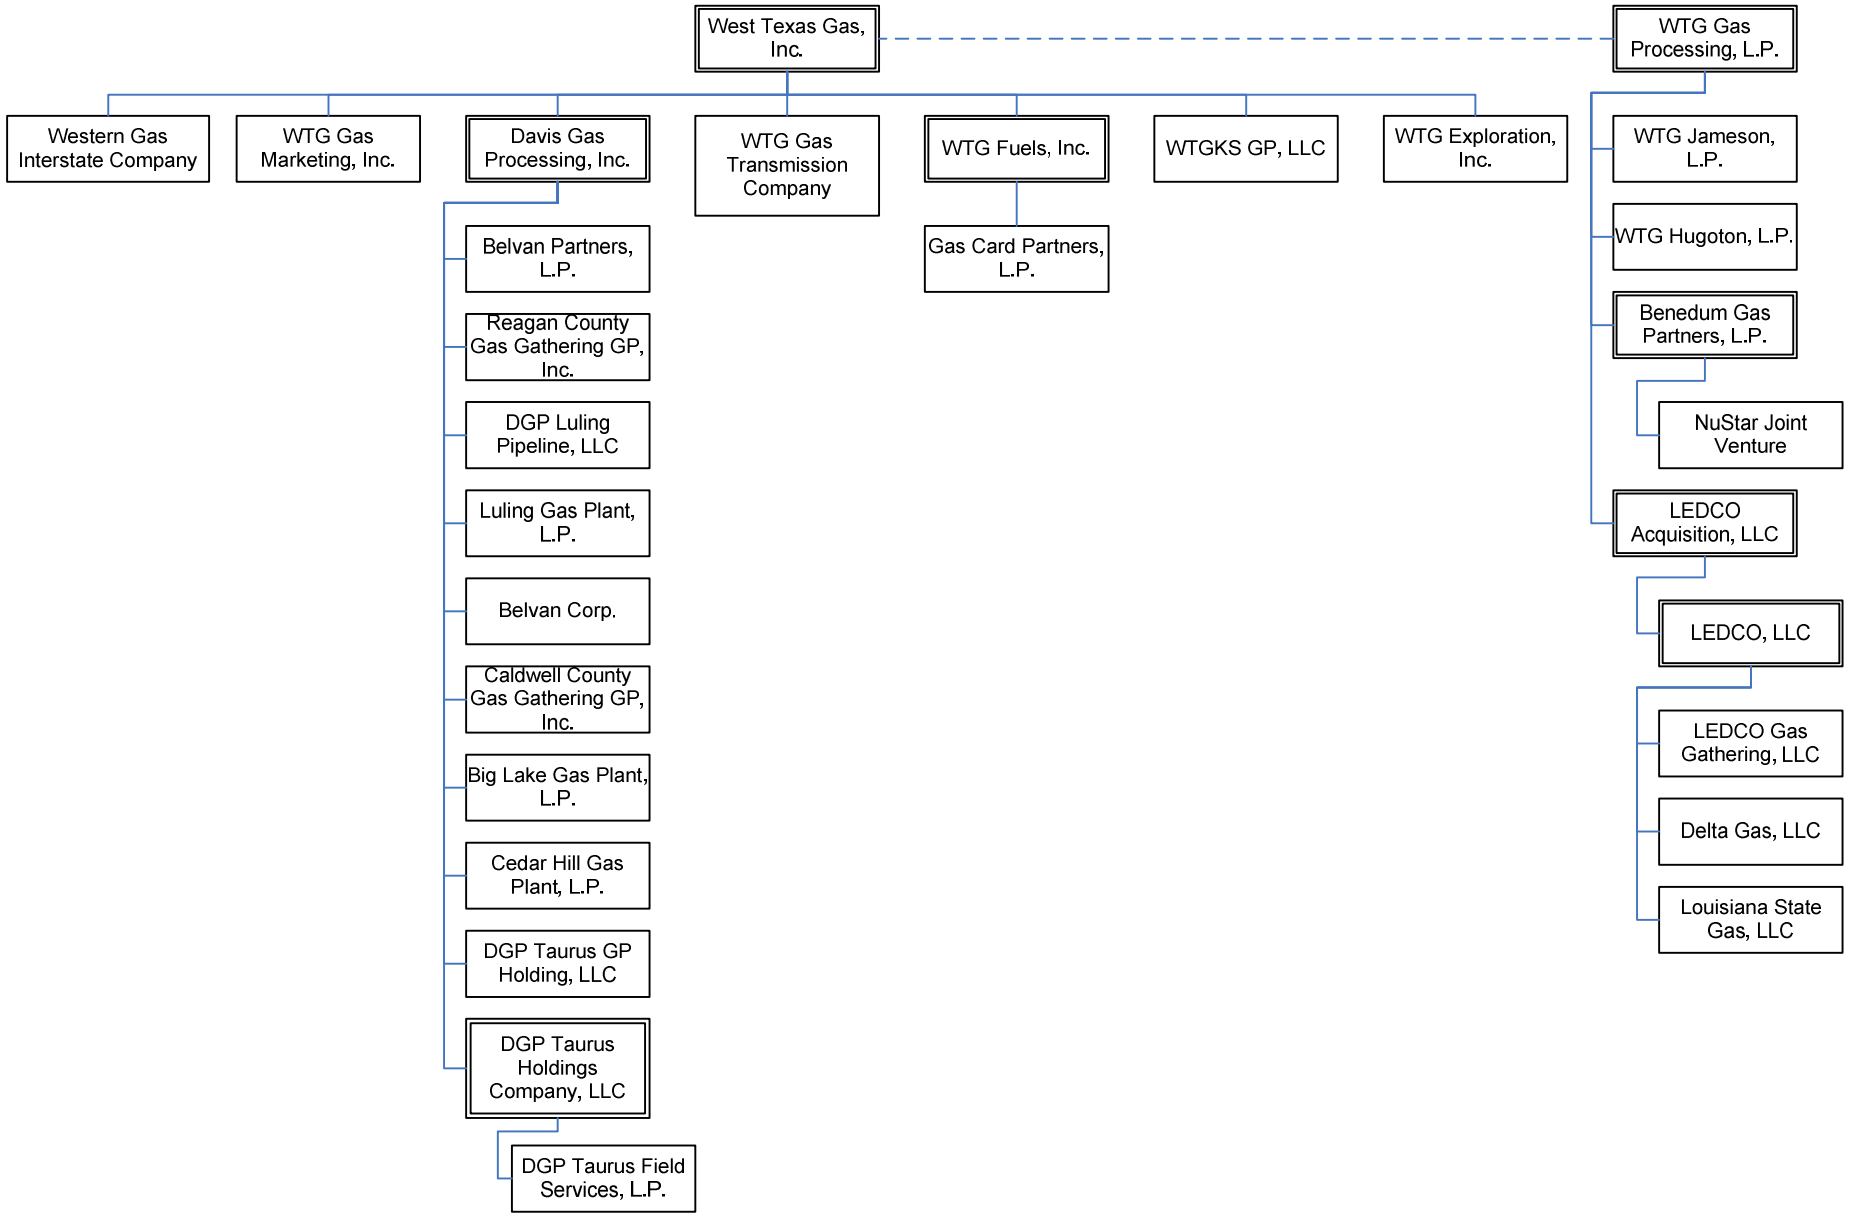 West Texas Gas,
Inc.
WTG Gas
Processing, L.P.
Western Gas
Interstate Company
WTG Gas
Marketing, Inc.
Davis Gas
Processing, Inc.
WTG Gas
Transmission
Company
WTG Fuels, Inc.
WTGKS GP, LLC
WTG Exploration,
Inc.
Belvan Partners,
L.P.
Reagan County
Gas Gathering GP,
Inc.
DGP Luling
Pipeline, LLC
Luling Gas Plant,
L.P.
Belvan Corp.
Caldwell County
Gas Gathering GP,
Inc.
Big Lake Gas Plant,
L.P.
Cedar Hill Gas
Plant, L.P.
DGP Taurus GP
Holding, LLC
DGP Taurus
Holdings
Company, LLC
DGP Taurus Field
Services, L.P.
Gas Card Partners,
L.P.
WTG Jameson,
L.P.
WTG Hugoton, L.P.
Benedum Gas
Partners, L.P.
NuStar Joint
Venture
LEDCO
Acquisition, LLC
LEDCO, LLC
LEDCO Gas
Gathering, LLC
Delta Gas, LLC
Louisiana State
Gas, LLC